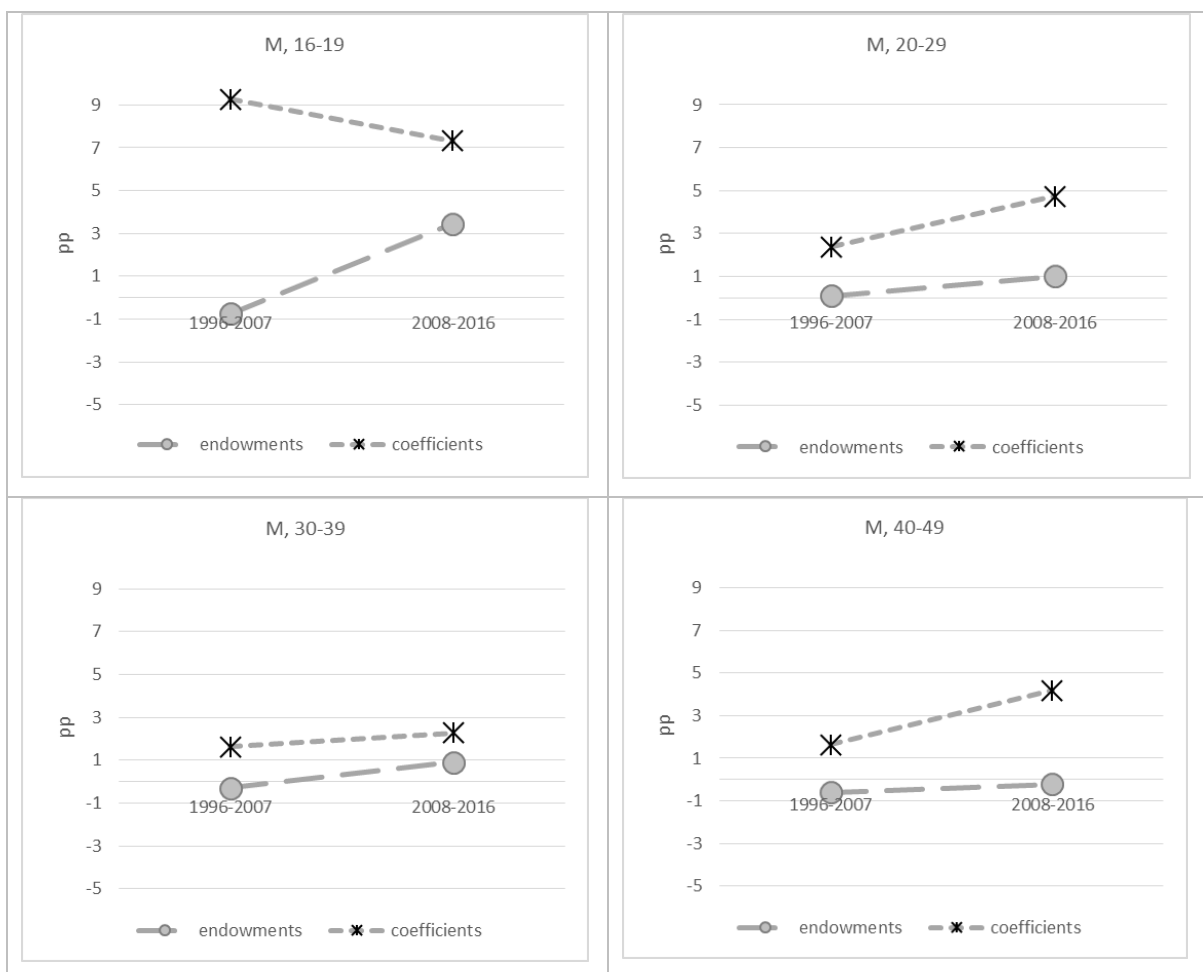 M, 16-19
9
7
5
3
1
-1
-3
-5
pp
1996-2007
2008-2016
endowments
coefficients
M, 20-29
9
7
5
3
1
-1
-3
-5
pp
1996-2007
2008-2016
endowments
coefficients
M, 30-39
9
7
5
3
1
-1
-3
-5
pp
1996-2007
2008-2016
endowments
coefficients
M, 40-49
9
7
5
3
1
-1
-3
-5
pp
1996-2007
2008-2016
endowments
coefficients